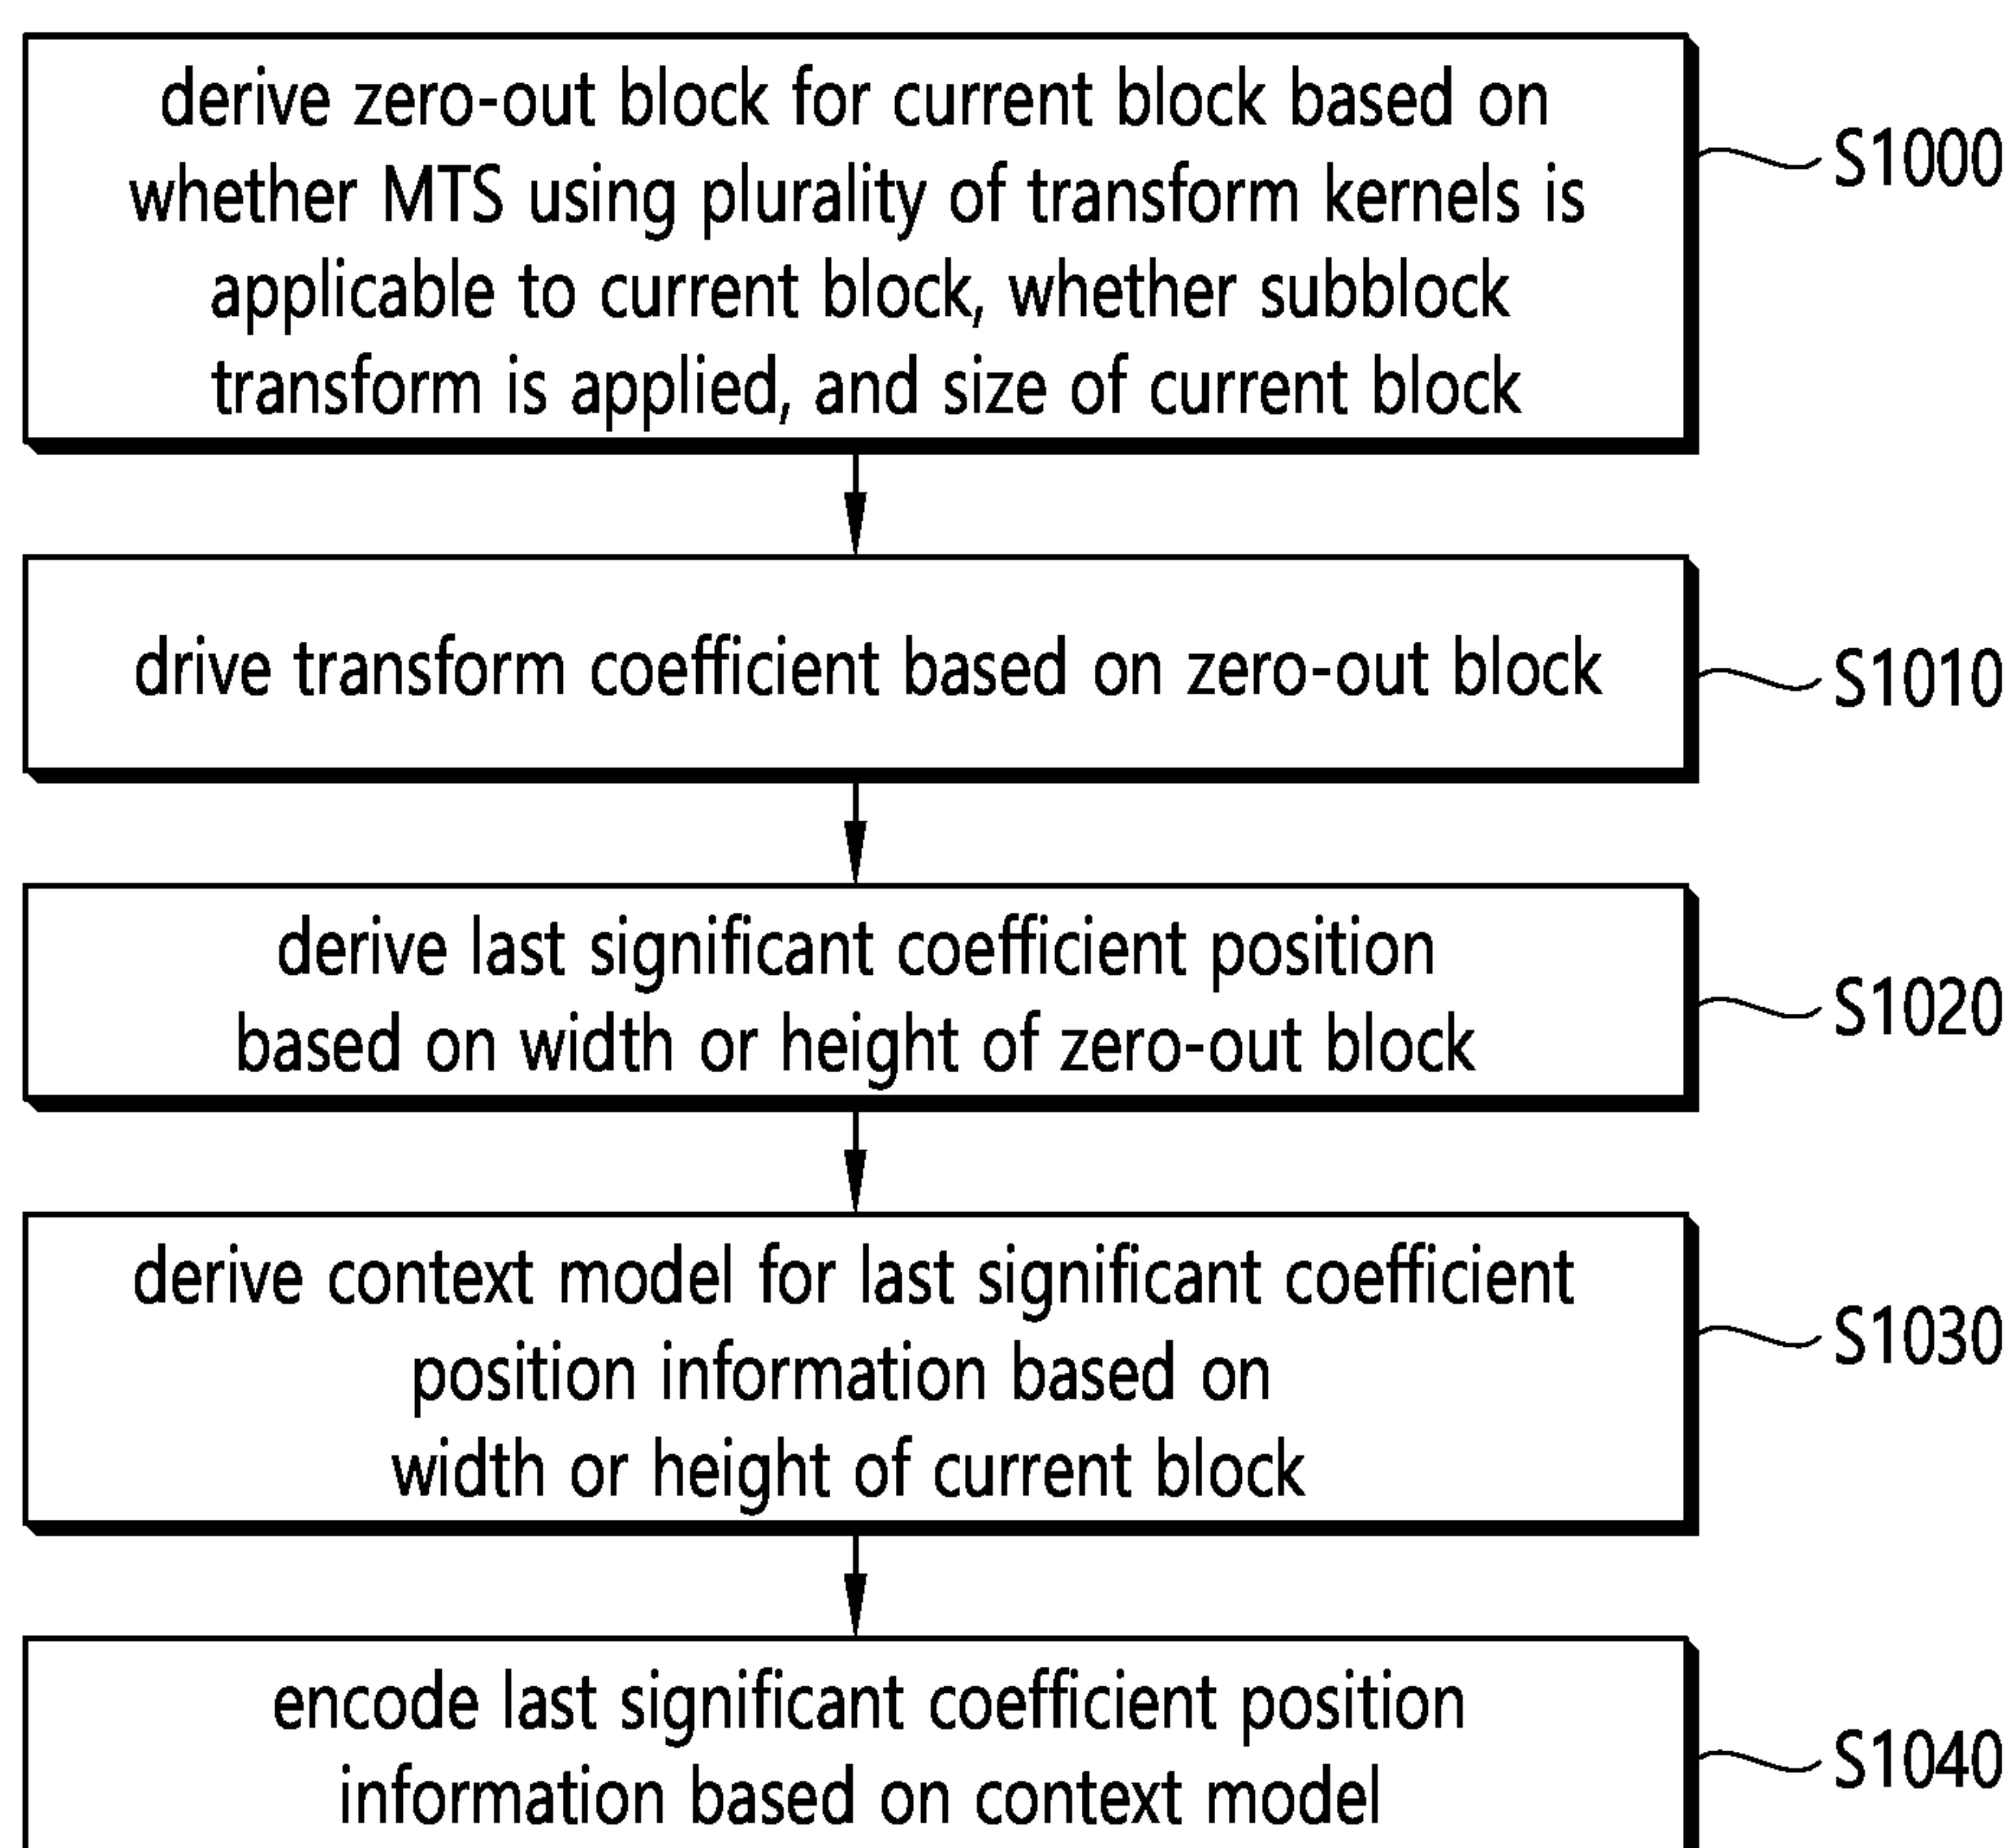 derive zero-out block for current block based on
whether MTS using plurality of transform kernels is
applicable to current block, whether subblock
transform is applied, and size of current block
S1000
drive transform coefficient based on zero-out block
S1010
derive last significant coefficient position
based on width or height of zero-out block
S1020
derive context model for last significant coefficient
position information based on
width or height of current block
S1030
encode last significant coefficient position
information based on context model
S1040